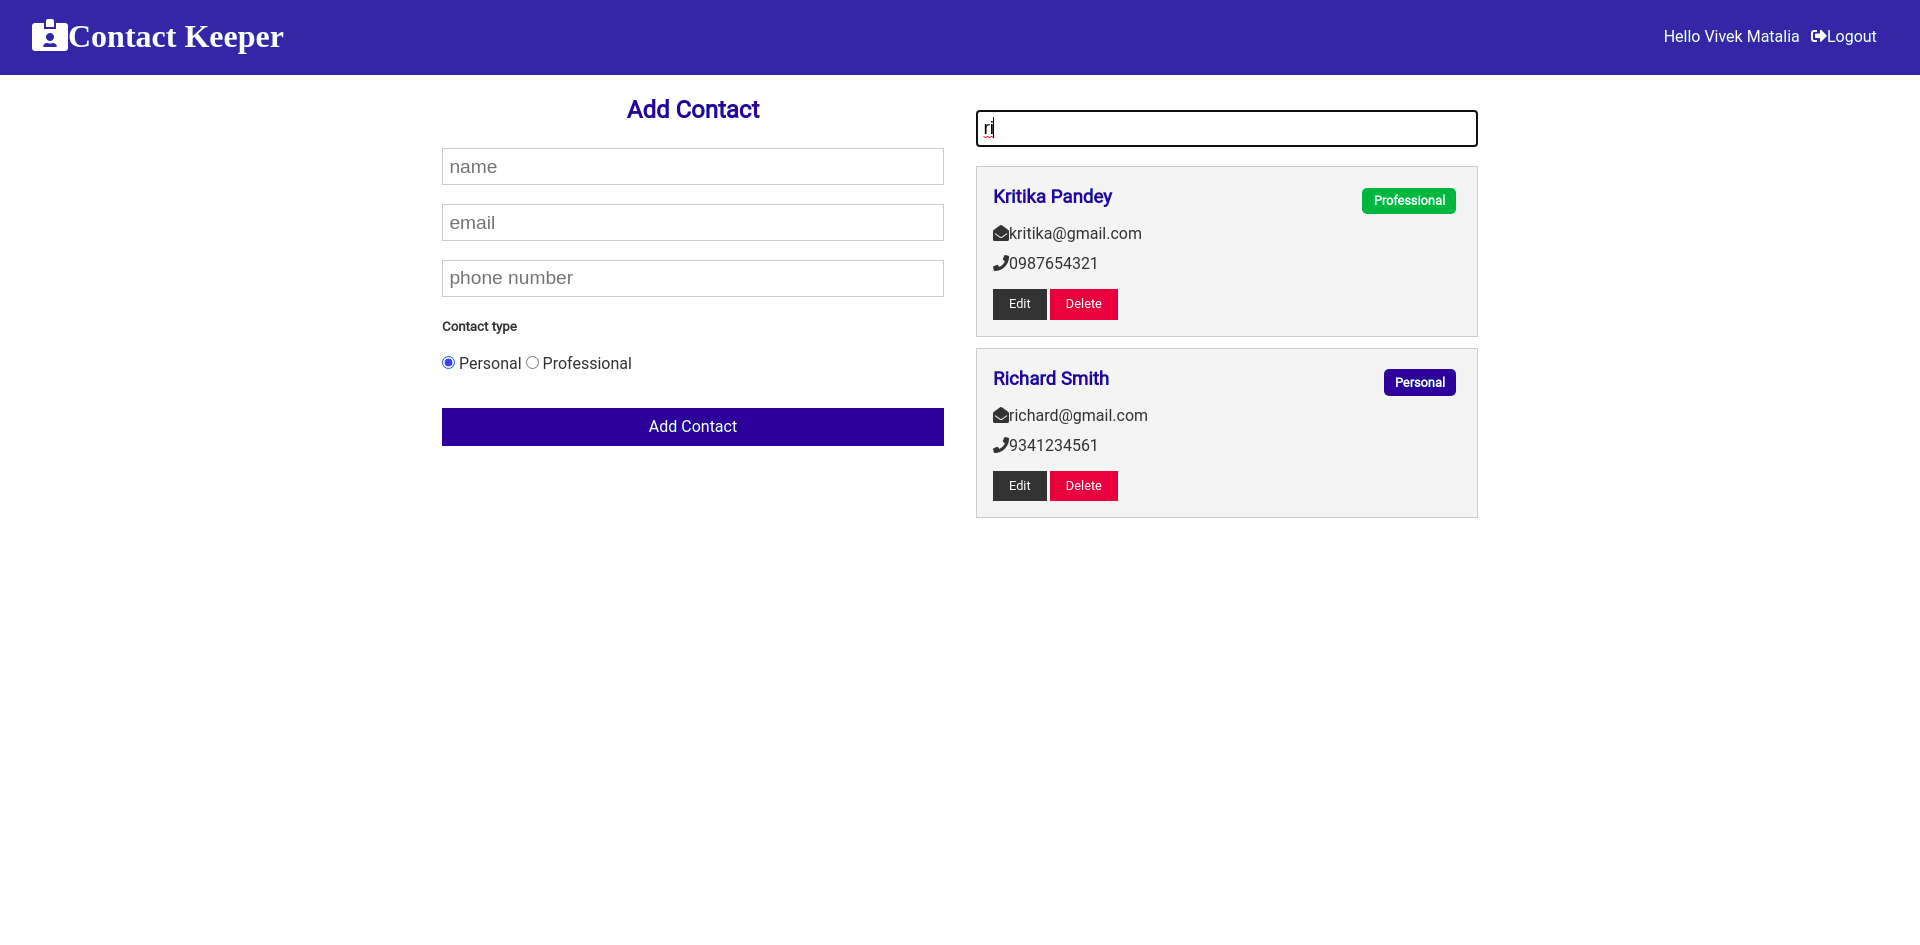 Contact Keeper
Hello Vivek Matalia Logout
Add Contact
name
email
phone number
Contact type
Personal Professional
Add Contact
ri
Kritika Pandey
Professional
kritika@gmail.com
0987654321
Edit Delete
Richard Smith
Personal
richard@gmail.com
9341234561
Edit Delete